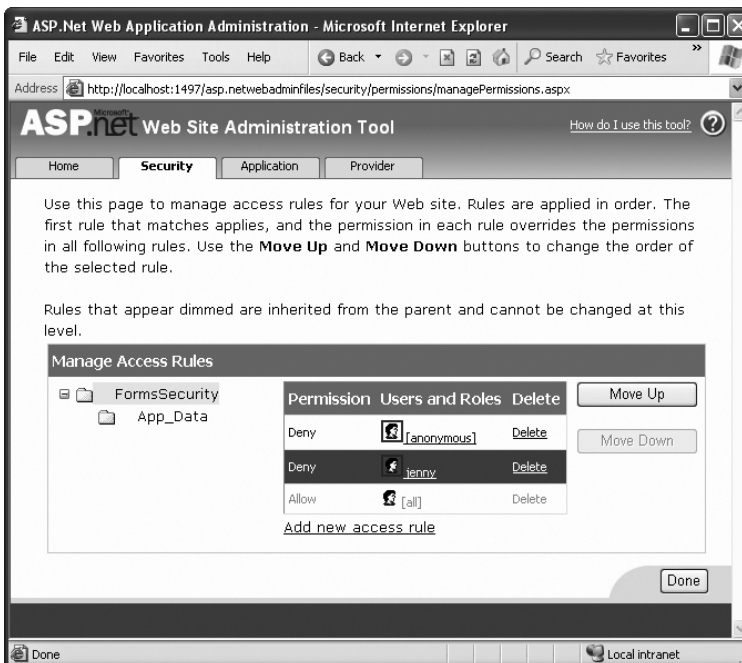 ASP.Net Web Application Administration - Microsoft Internet Explorer
File Edit View Favorites Tools Help Back Search Favorites »
Address http://localhost:1497/asp.netwebadminfiles/security/permissions/managePermissions.aspx
Microsoft
ASP.net Web Site Administration Tool How do I use this tool? ?
Home Security Application Provider
Use this page to manage access rules for your Web site. Rules are applied in order. The
first rule that matches applies, and the permission in each rule overrides the permissions
in all following rules. Use the Move Up and Move Down buttons to change the order of
the selected rule.
Rules that appear dimmed are inherited from the parent and cannot be changed at this
level.
Manage Access Rules
FormsSecurity
App_Data
Permission Users and Roles Delete
Deny [anonymous] Delete
Deny jenny Delete
Allow [all] Delete
Add new access rule
Move Up
Move Down
Done
Done Local intranet